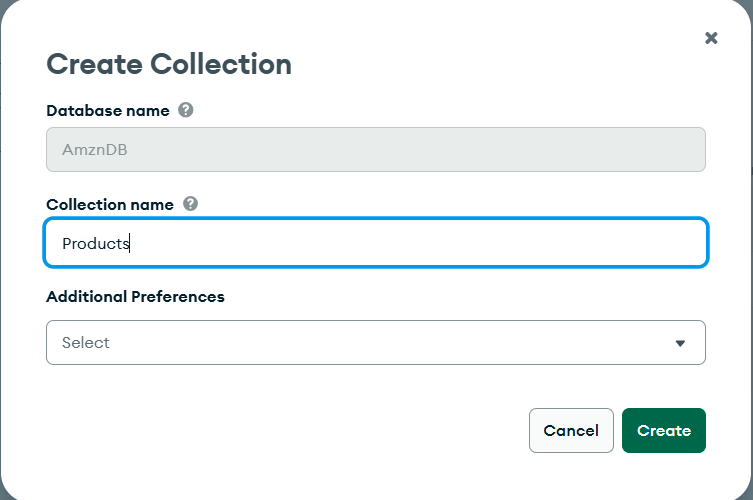 Create Collection
Database name
AmznDB
Collection name
Products
Additional Preferences
Select
Cancel Create